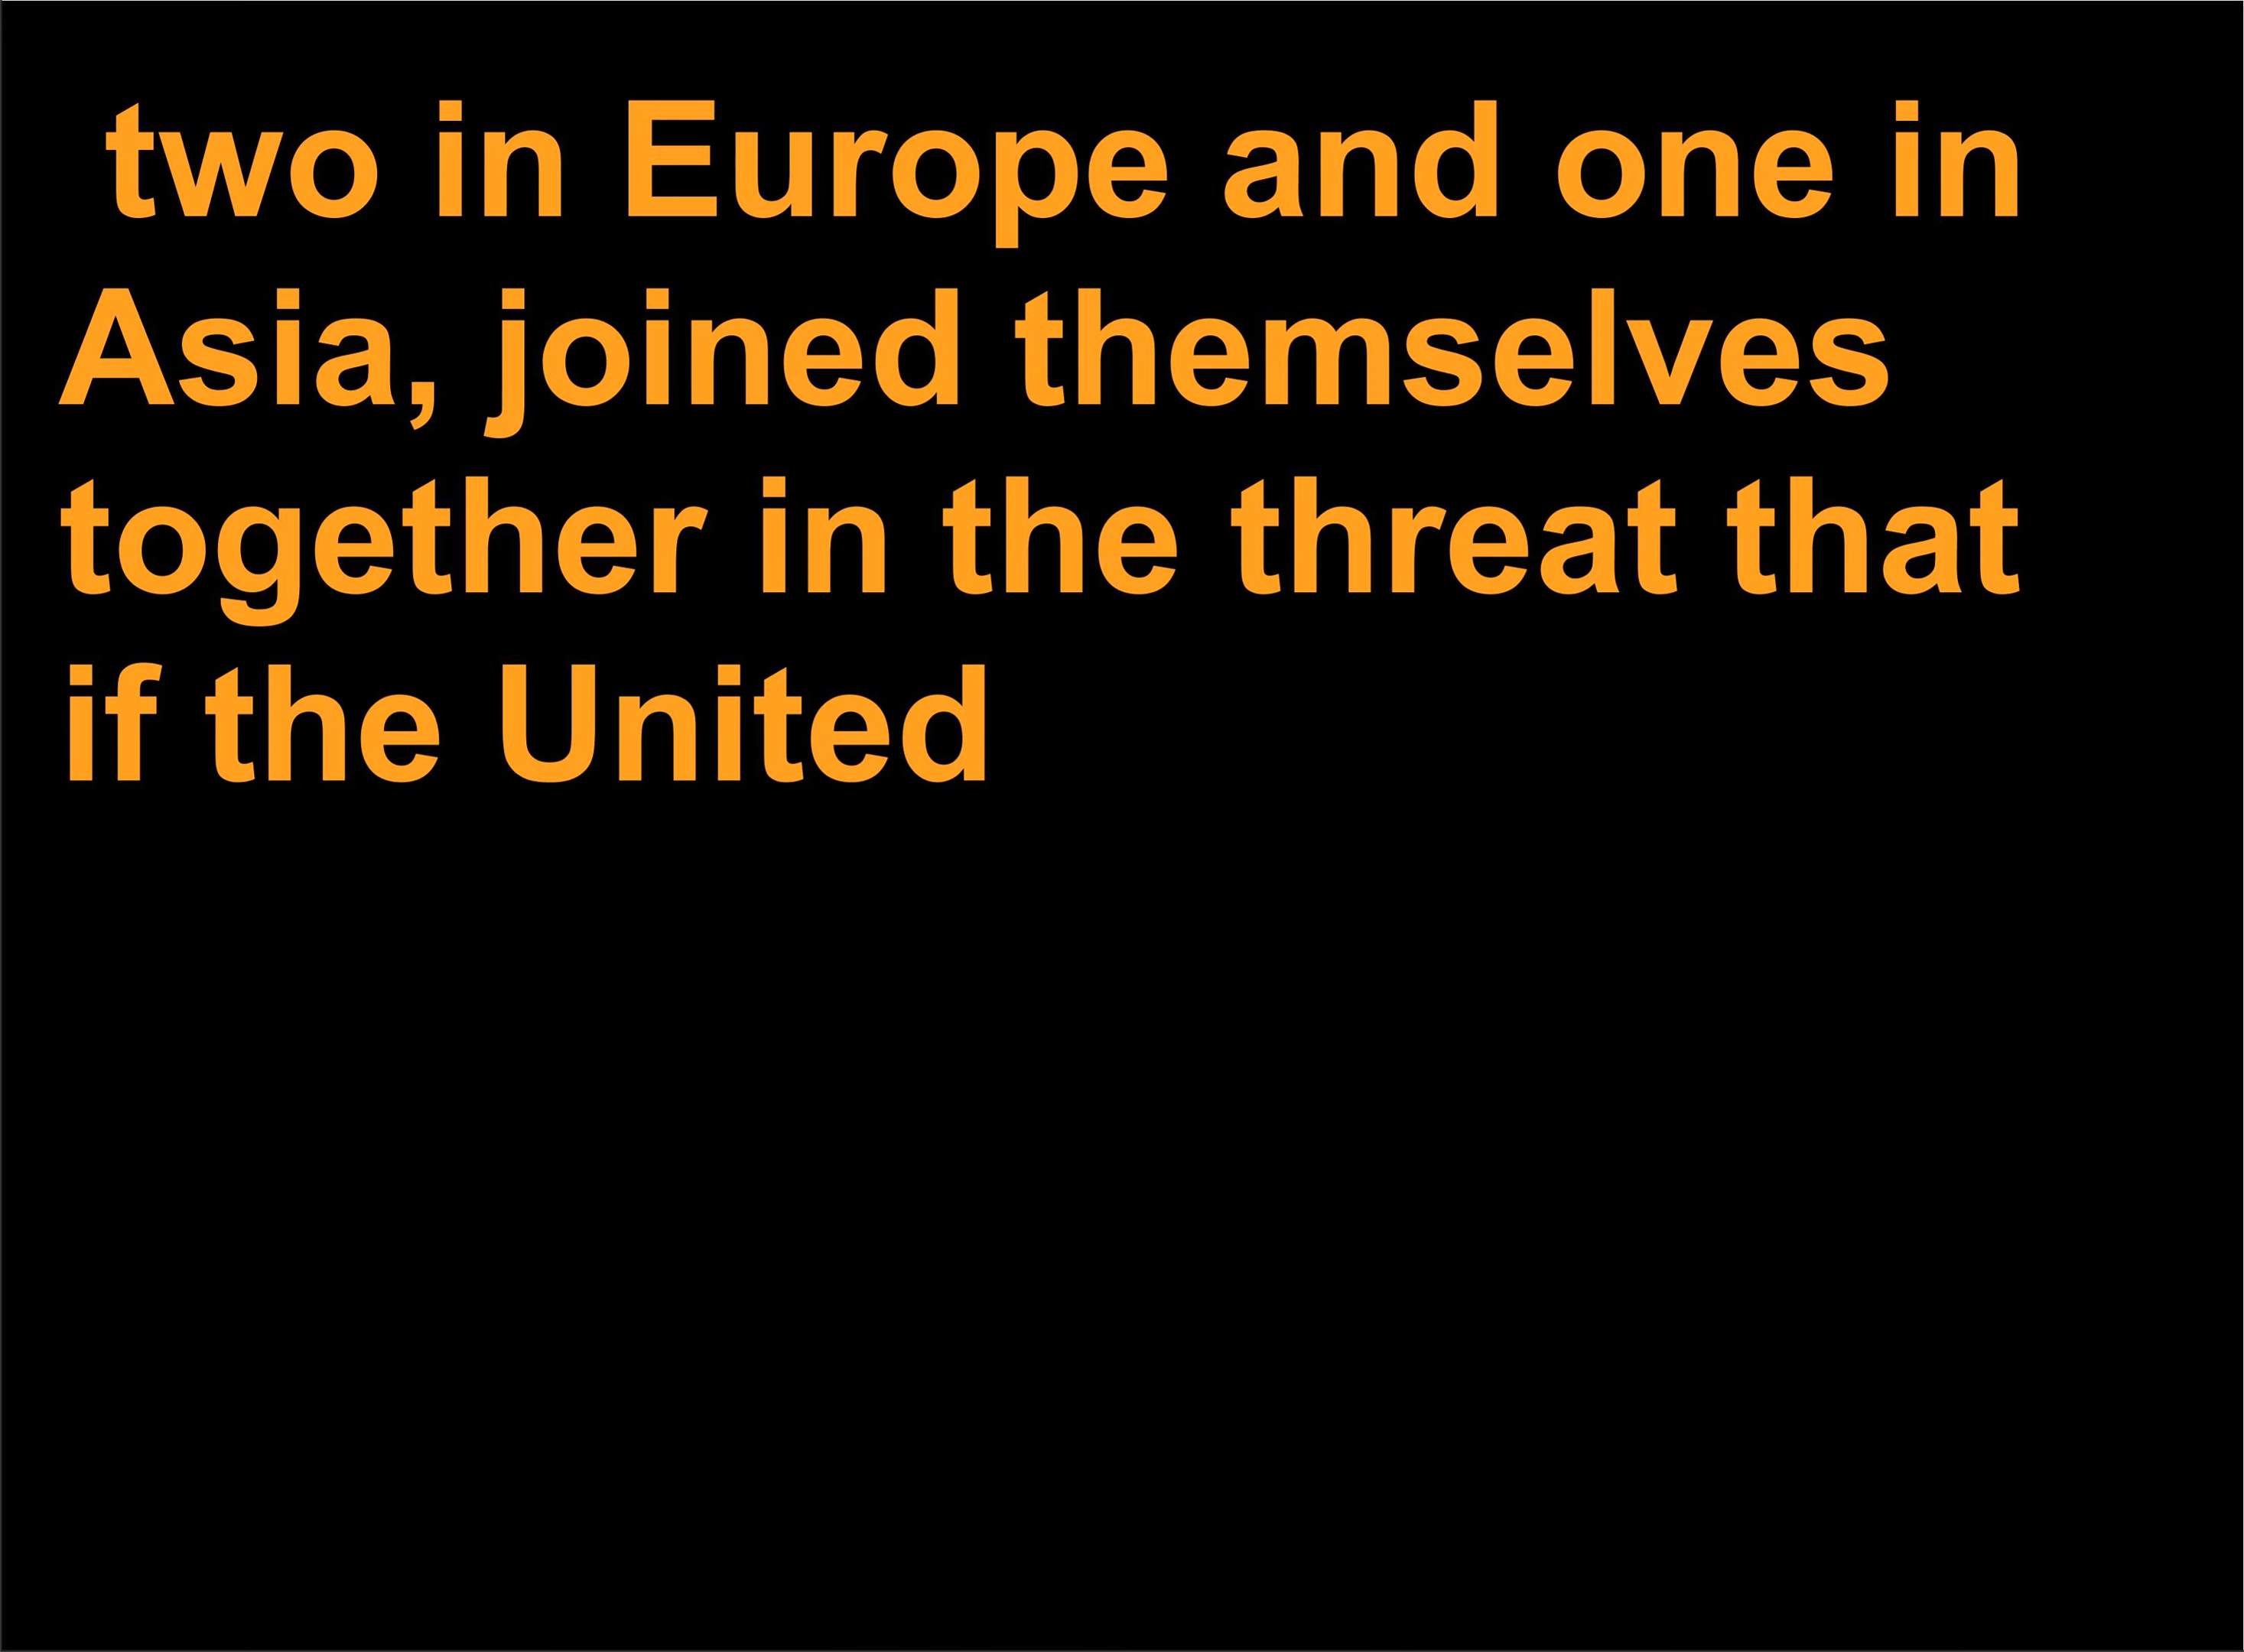 two in Europe and one in
Asia, joined themselves
together in the threat that
if the United